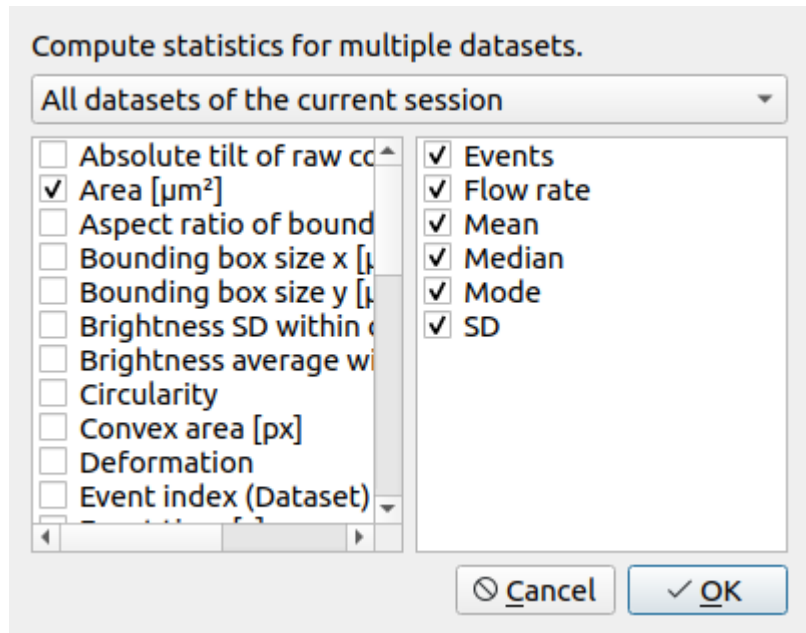 Compute statistics for multiple datasets.
All datasets of the current session
Absolute tilt of raw co
Area [µm²]
Aspect ratio of bound
Bounding box size x [µ
Bounding box size y [µ
Brightness SD within
Brightness average wi
Circularity
Convex area [px]
Deformation
Event index (Dataset)
Events
Flow rate
Mean
Median
Mode
SD
Cancel
OK